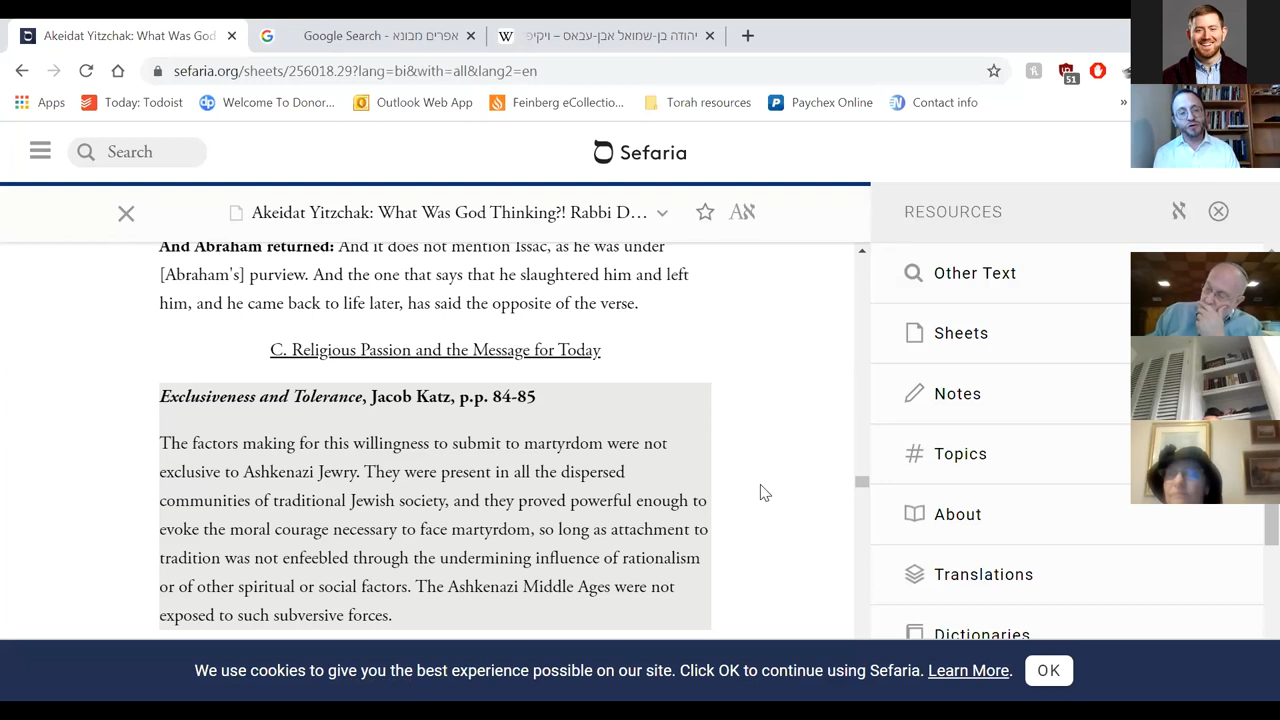 Akeidat Yitzchak: What Was God
Google Search - אפרים מבונא
יהודה בן-שמואל אבן-עבאס – ויקיפ
sefaria.org/sheets/256018.29?lang=bi&with=all&lang2=en
51
Apps
Today: Todoist
Welcome To Donor...
Outlook Web App
Feinberg eCollectio...
Torah resources
Paychex Online
Contact info
»
Search
Sefaria
Akeidat Yitzchak: What Was God Thinking?! Rabbi D...
RESOURCES
And Abraham returned: And it does not mention Issac, as he was under
[Abraham's] purview. And the one that says that he slaughtered him and left
him, and he came back to life later, has said the opposite of the verse.
C. Religious Passion and the Message for Today
Exclusiveness and Tolerance, Jacob Katz, p.p. 84-85
The factors making for this willingness to submit to martyrdom were not
exclusive to Ashkenazi Jewry. They were present in all the dispersed
communities of traditional Jewish society, and they proved powerful enough to
evoke the moral courage necessary to face martyrdom, so long as attachment to
tradition was not enfeebled through the undermining influence of rationalism
or of other spiritual or social factors. The Ashkenazi Middle Ages were not
exposed to such subversive forces.
Other Text
Sheets
Notes
Topics
About
Translations
Dictionaries
We use cookies to give you the best experience possible on our site. Click OK to continue using Sefaria. Learn More.
OK